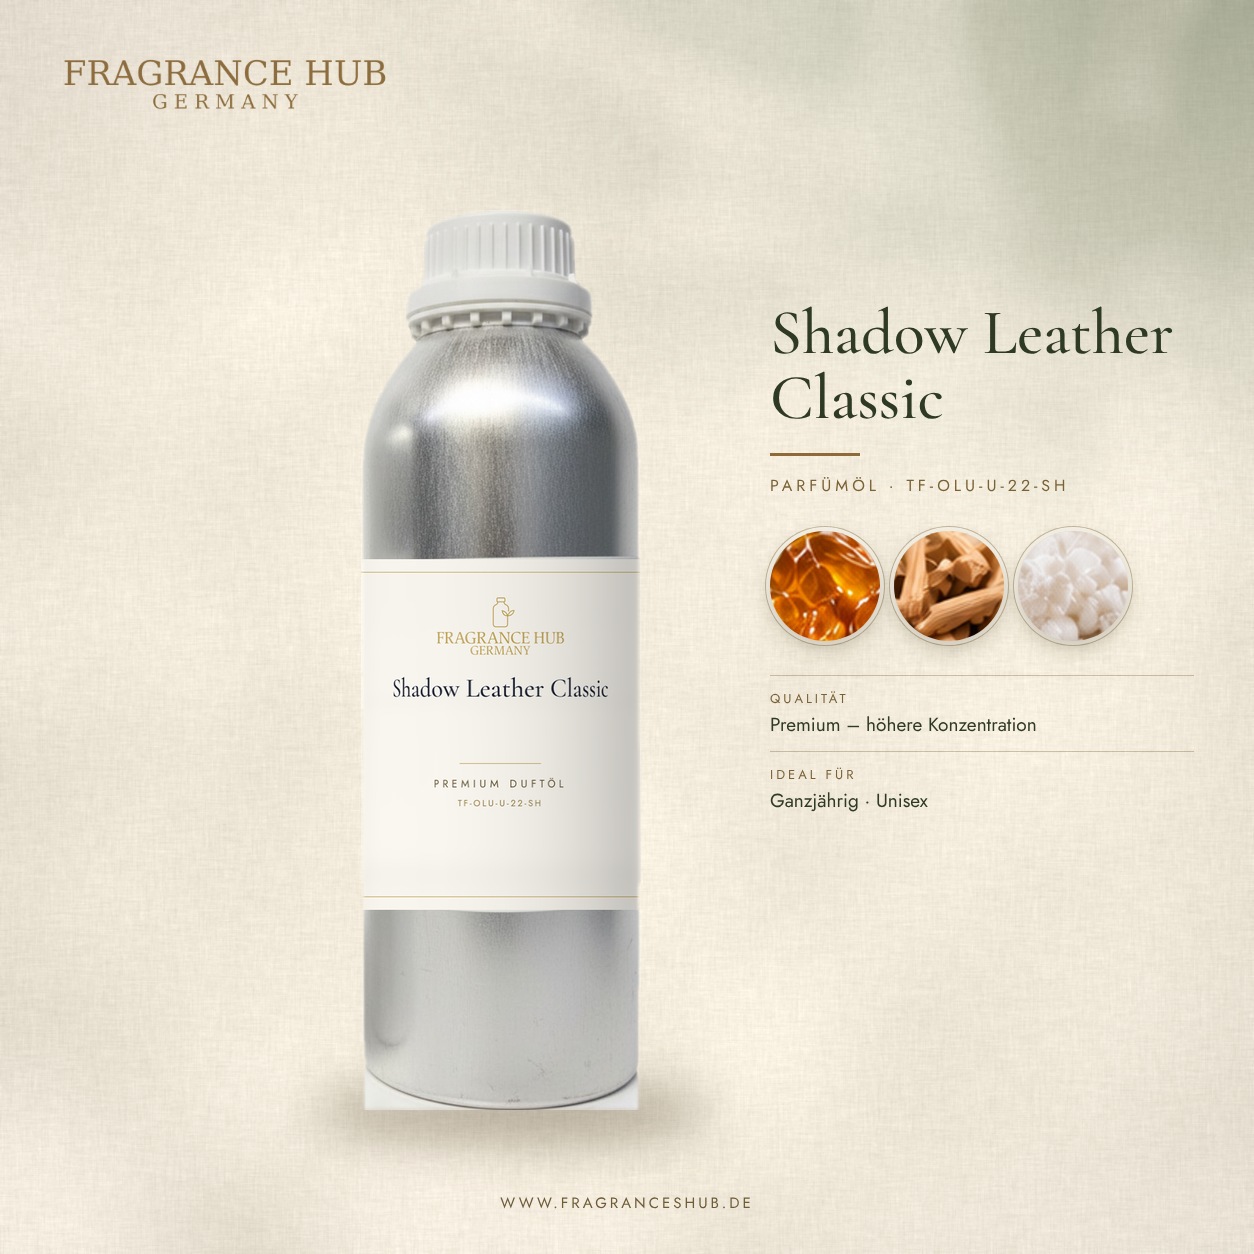 FRAGRANCE HUB
GERMANY
Shadow Leather
Classic
PARFÜMÖL · TF-OLU-U-22-SH
QUALITÄT
Premium – höhere Konzentration
IDEAL FÜR
Ganzjährig · Unisex
FRAGRANCE HUB
GERMANY
Shadow Leather Classic
PREMIUM DUFTÖL
TF-OLU-U-22-SH
WWW.FRAGRANCESHUB.DE